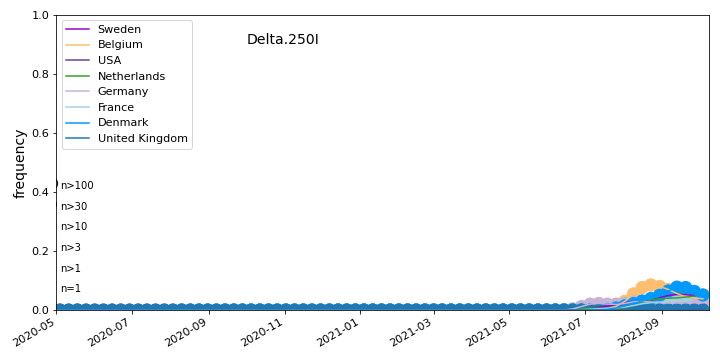 Delta.250I
Sweden
Belgium
USA
Netherlands
Germany
France
Denmark
United Kingdom
frequency
1.0
0.8
0.6
0.4
0.2
0.0
n>100
n>30
n>10
n>3
n>1
n=1
2020-05
2020-07
2020-09
2020-11
2021-01
2021-03
2021-05
2021-07
2021-09